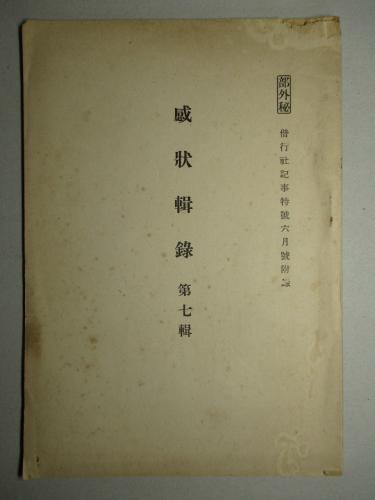 部外秘
偕行社記事特號六月號附錄
感狀輯錄 第七輯